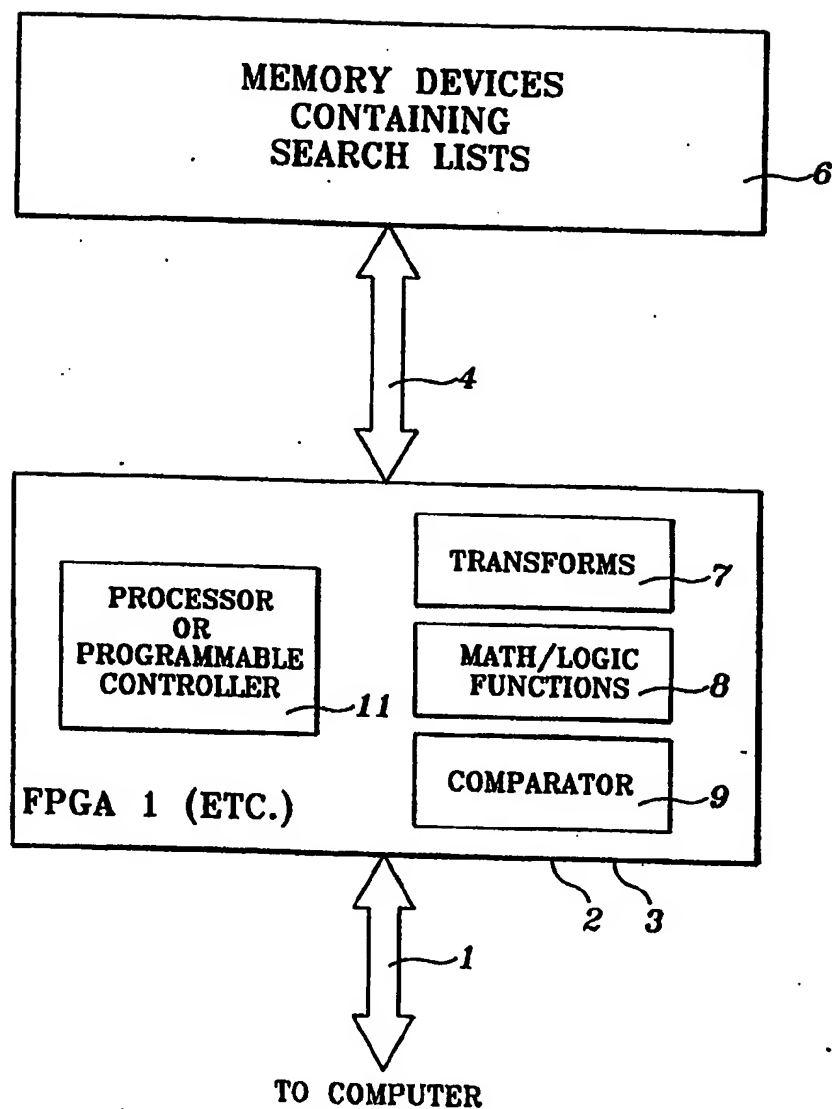 MEMORY DEVICES
CONTAINING
SEARCH LISTS
6
4
TRANSFORMS
7
PROCESSOR
OR
PROGRAMMABLE
CONTROLLER
11
MATH/LOGIC
FUNCTIONS
8
COMPARATOR
9
FPGA 1 (ETC.)
2
3
1
TO COMPUTER